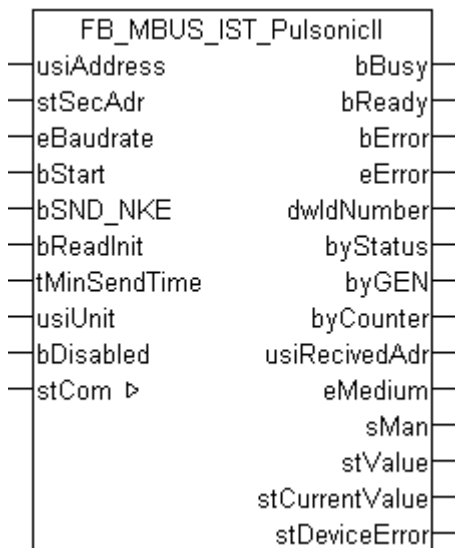 FB_MBUS_IST_PulsonicII
usiAddress bBusy
stSecAdr bReady
eBaudrate bError
bStart eError
bSND_NKE dwIdNumber
bReadInit byStatus
tMinSendTime byGEN
usiUnit byCounter
bDisabled usiRecivedAdr
stCom ▷ eMedium
sMan
stValue
stCurrentValue
stDeviceError